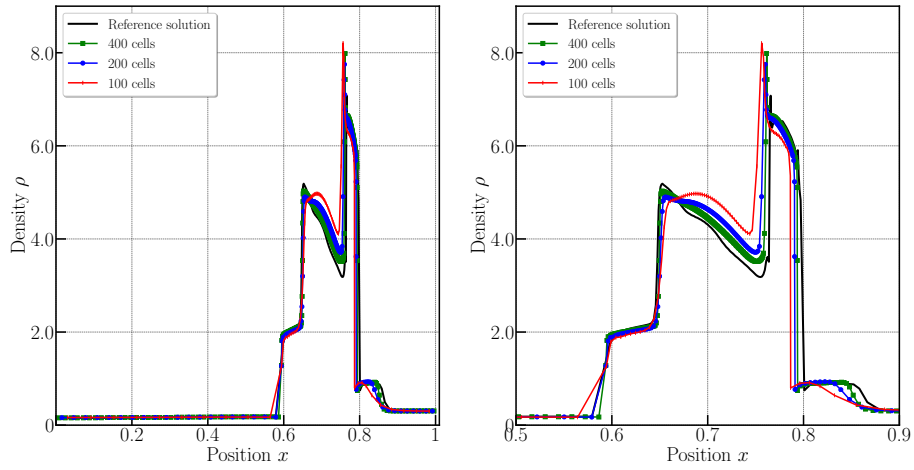 Reference solution
400 cells
200 cells
100 cells
8.0
6.0
4.0
2.0
0
Density ρ
0.2
0.4
0.6
0.8
1
Position x
Reference solution
400 cells
200 cells
100 cells
8.0
6.0
4.0
2.0
0
Density ρ
0.5
0.6
0.7
0.8
0.9
Position x